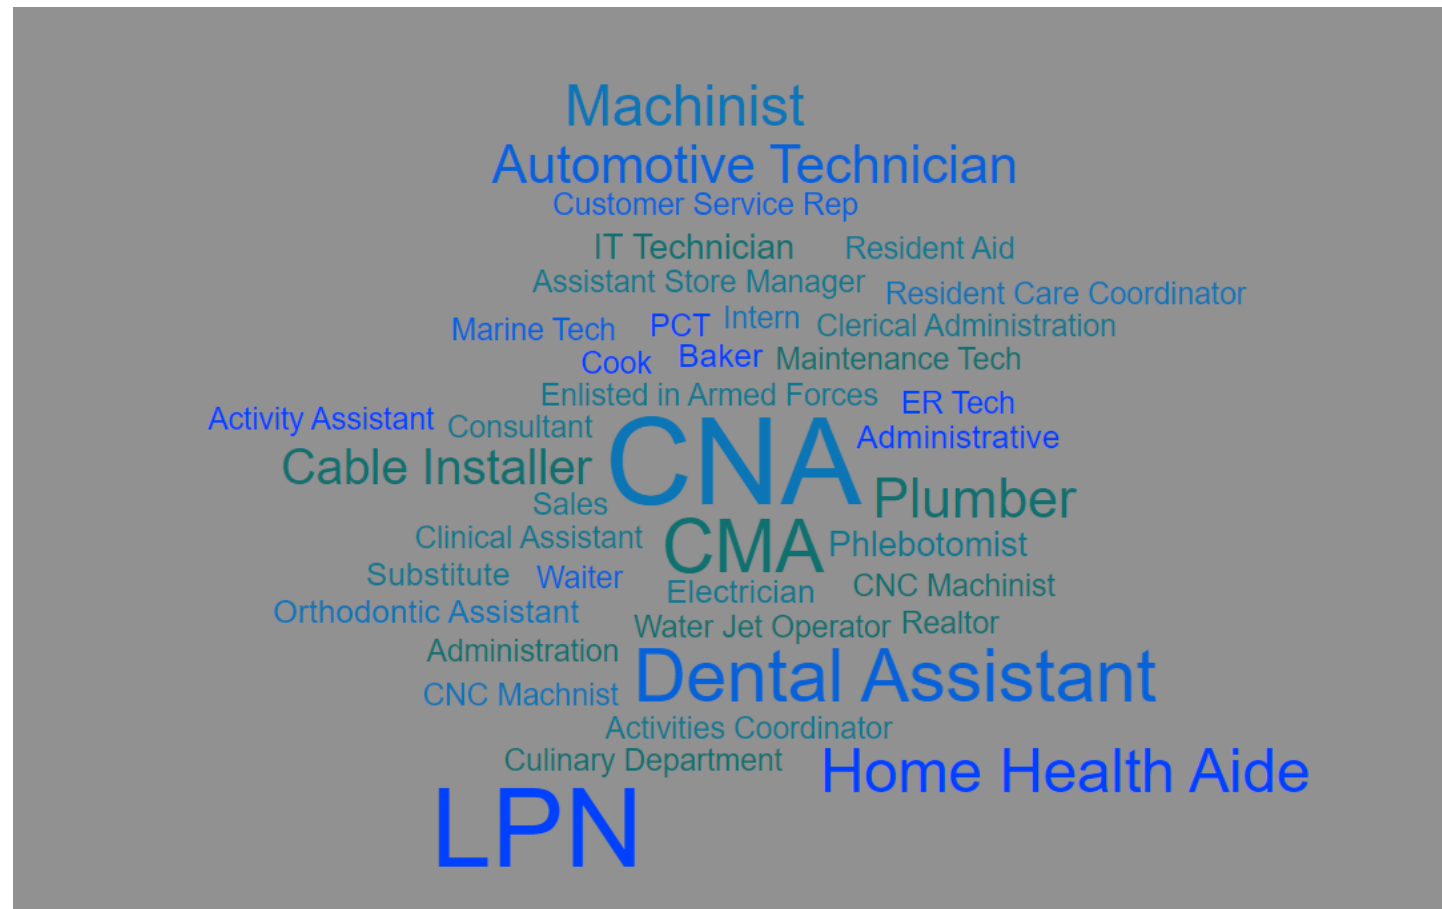 Machinist
Automotive Technician
Customer Service Rep
IT Technician
Resident Aid
Assistant Store Manager
Resident Care Coordinator
Marine Tech
PCT
Intern
Clerical Administration
Cook
Baker
Maintenance Tech
Enlisted in Armed Forces
ER Tech
Activity Assistant
Consultant
CNA
Administrative
Cable Installer
Plumber
Sales
Clinical Assistant
CMA
Phlebotomist
Substitute
Waiter
Electrician
CNC Machinist
Orthodontic Assistant
Water Jet Operator
Realtor
Administration
Dental Assistant
CNC Machnist
Activities Coordinator
Culinary Department
Home Health Aide
LPN